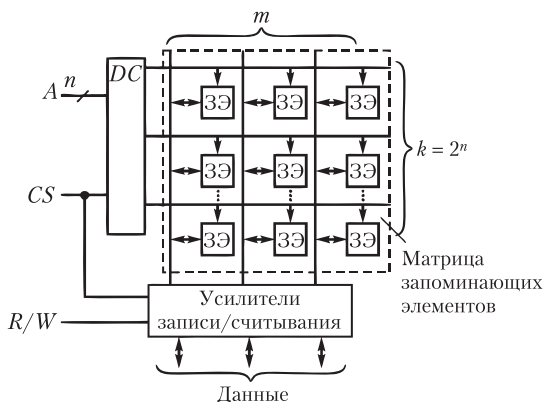 m
DC
A n
ЗЭ ЗЭ ЗЭ
k = 2ⁿ
ЗЭ ЗЭ ЗЭ
CS
ЗЭ ЗЭ ЗЭ
Матрица
запоминающих
элементов
Усилители
записи/считывания
R/W
Данные